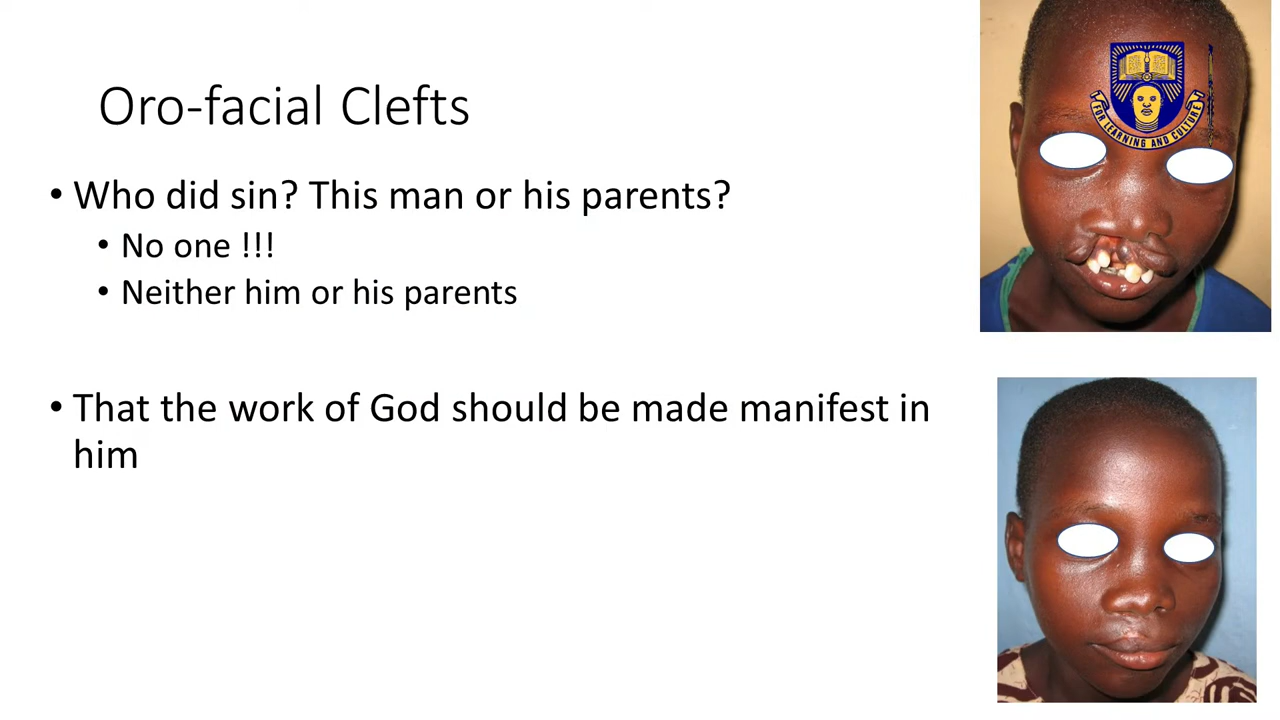 Oro-facial Clefts
• Who did sin? This man or his parents?
• No one !!!
• Neither him or his parents
• That the work of God should be made manifest in
him
FOR LEARNING AND CULTURE